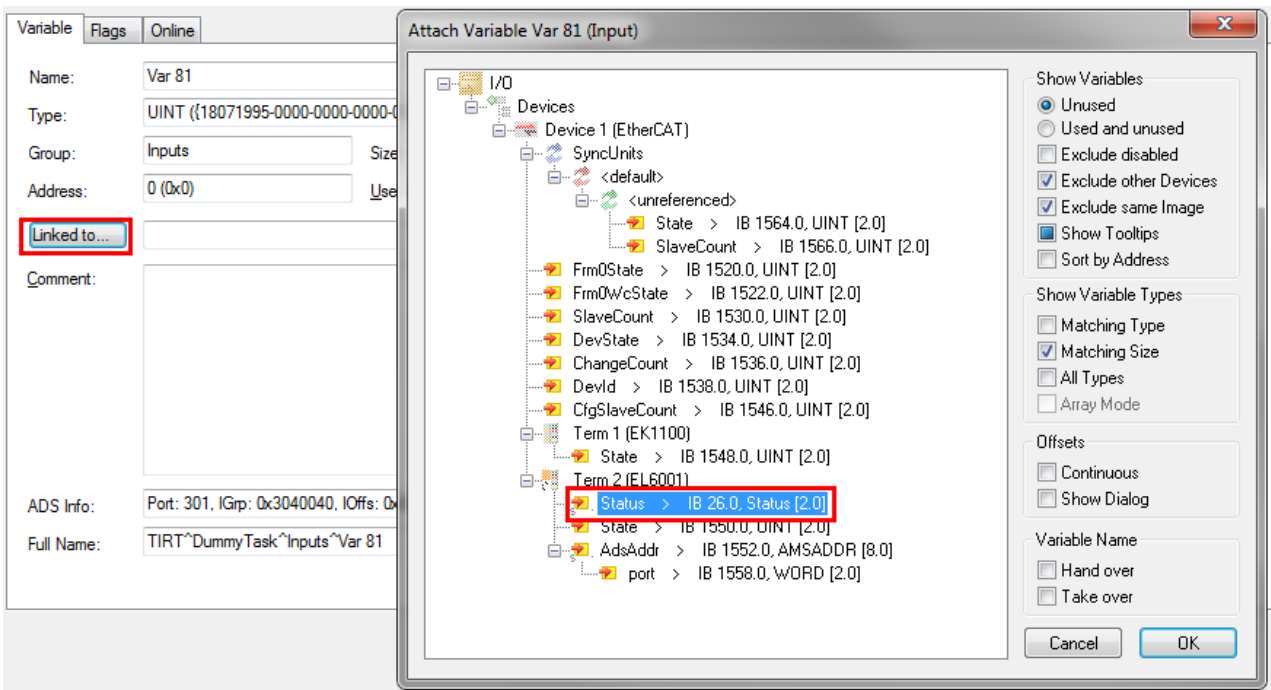 Variable Flags Online
Name: Var 81
Type: UINT ({18071995-0000-0000-0000-
Group: Inputs Size
Address: 0 (0x0) Use
Linked to...
Comment:
ADS Info: Port: 301, IGrp: 0x3040040, IOffs: 0x
Full Name: TIRT^DummyTask^Inputs^Var 81
Attach Variable Var 81 (Input)
I/O
Devices
Device 1 (EtherCAT)
SyncUnits
<default>
<unreferenced>
State > IB 1564.0, UINT [2.0]
SlaveCount > IB 1566.0, UINT [2.0]
Frm0State > IB 1520.0, UINT [2.0]
Frm0WcState > IB 1522.0, UINT [2.0]
SlaveCount > IB 1530.0, UINT [2.0]
DevState > IB 1534.0, UINT [2.0]
ChangeCount > IB 1536.0, UINT [2.0]
DevId > IB 1538.0, UINT [2.0]
CfgSlaveCount > IB 1546.0, UINT [2.0]
Term 1 (EK1100)
State > IB 1548.0, UINT [2.0]
Term 2 (EL6001)
Status > IB 26.0, Status [2.0]
State > IB 1550.0, UINT [2.0]
AdsAddr > IB 1552.0, AMSADDR [8.0]
port > IB 1558.0, WORD [2.0]
Show Variables
Unused
Used and unused
Exclude disabled
Exclude other Devices
Exclude same Image
Show Tooltips
Sort by Address
Show Variable Types
Matching Type
Matching Size
All Types
Array Mode
Offsets
Continuous
Show Dialog
Variable Name
Hand over
Take over
Cancel OK